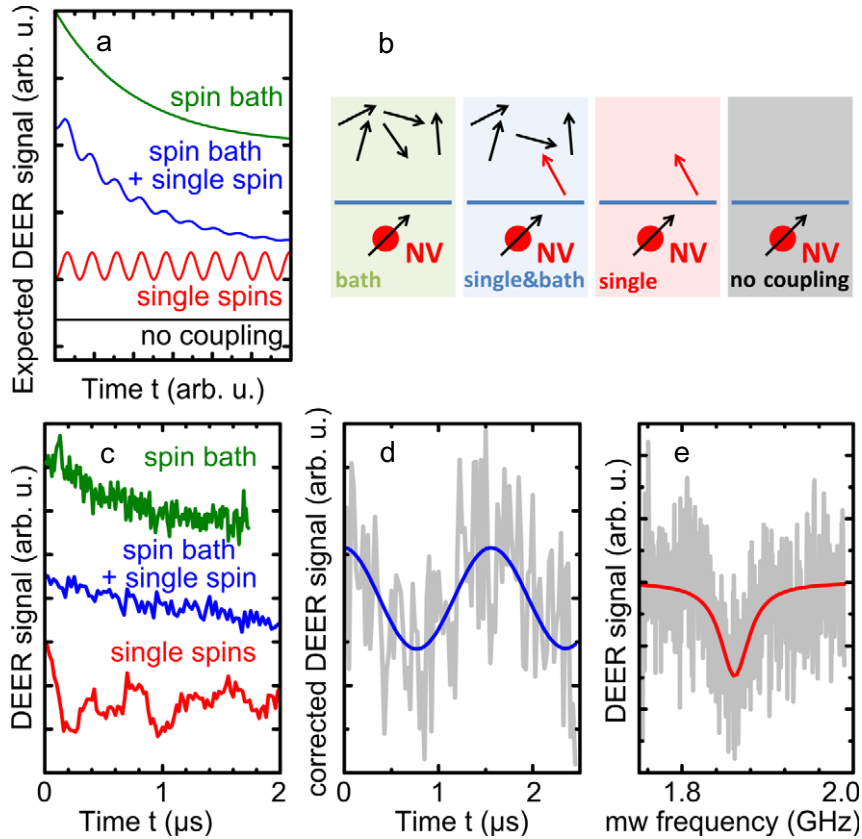 a
Expected DEER signal (arb. u.)
spin bath
spin bath
+ single spin
single spins
no coupling
Time t (arb. u.)
b
NV
bath
NV
single&bath
NV
single
NV
no coupling
c
DEER signal (arb. u.)
spin bath
spin bath
+ single spin
single spins
0
1
2
Time t (µs)
d
corrected DEER signal (arb. u.)
0
1
2
Time t (µs)
e
DEER signal (arb. u.)
1.8
2.0
mw frequency (GHz)